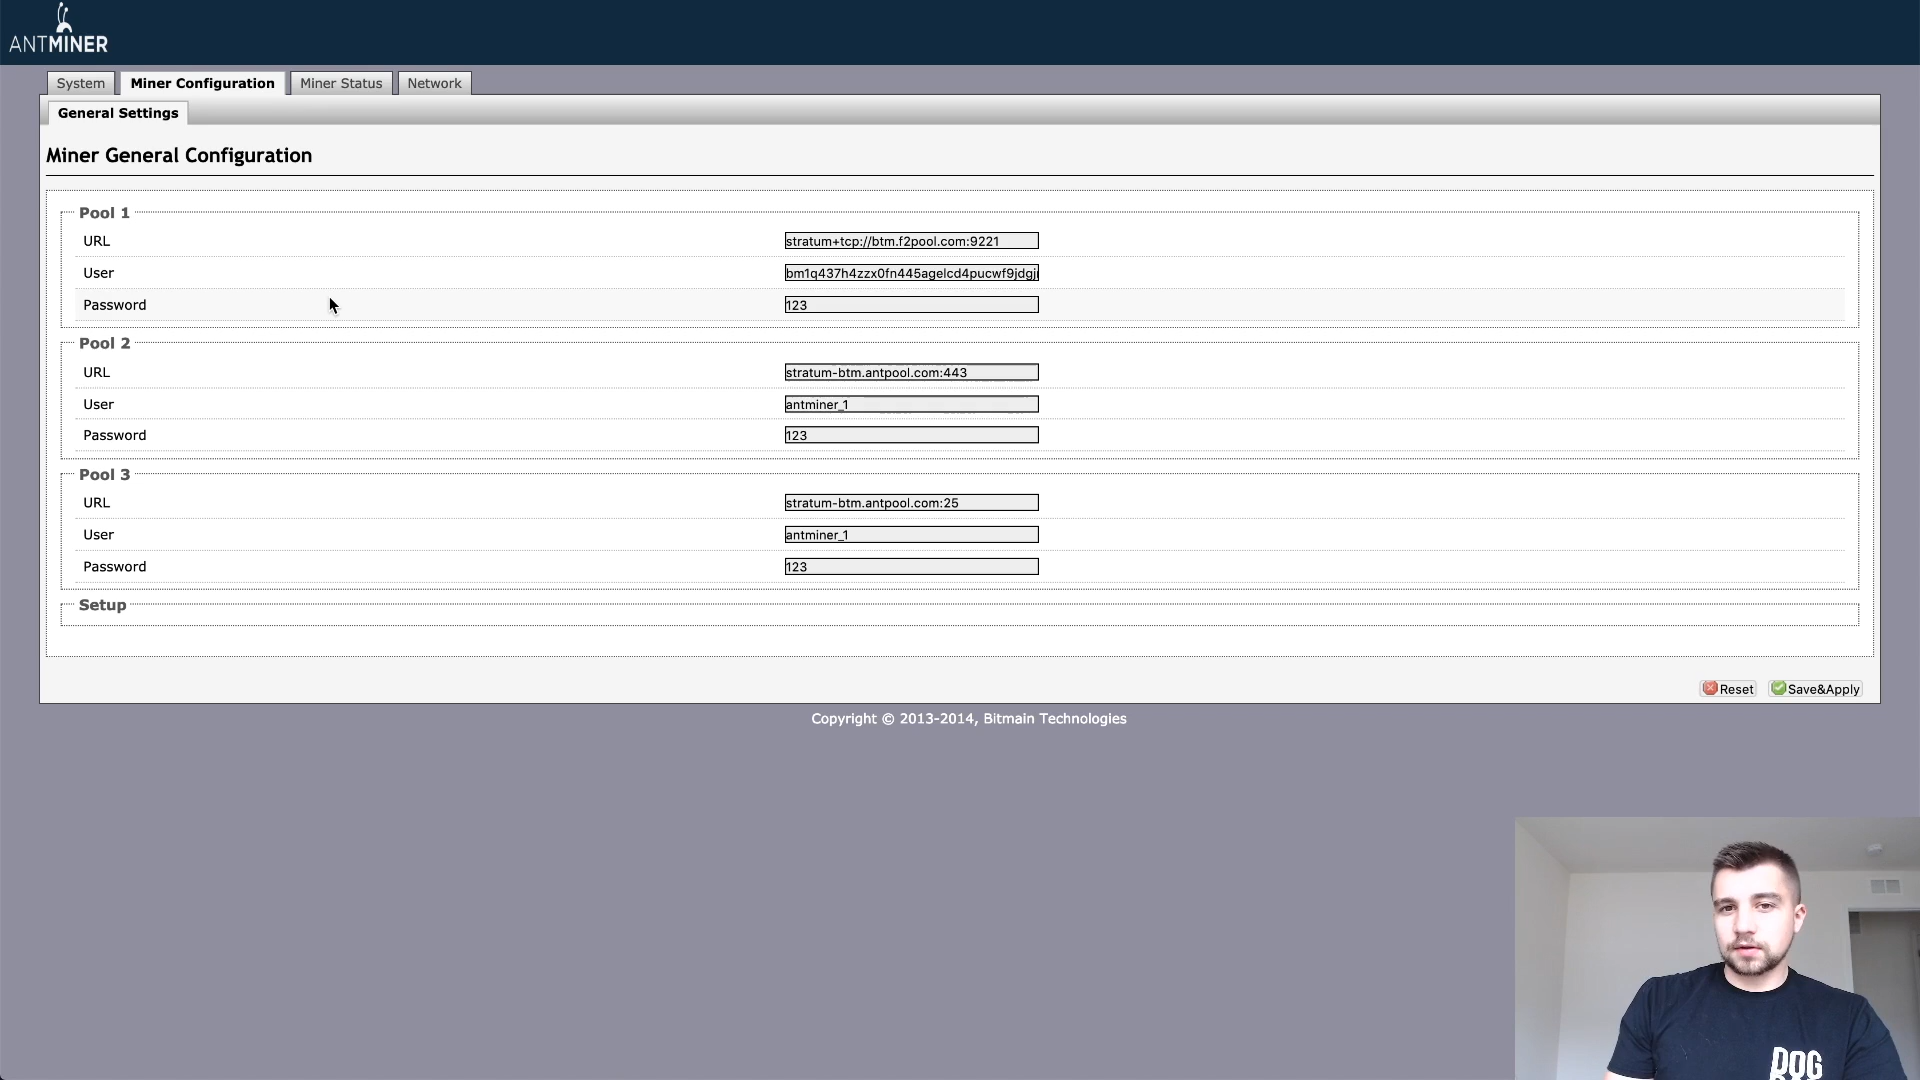 ANTMINER
System Miner Configuration Miner Status Network
General Settings
Miner General Configuration
Pool 1
URL stratum+tcp://btm.f2pool.com:9221
User bm1q437h4zzx0fn445agelcd4pucwf9jdgj
Password 123
Pool 2
URL stratum-btm.antpool.com:443
User antminer_1
Password 123
Pool 3
URL stratum-btm.antpool.com:25
User antminer_1
Password 123
Setup
Reset Save&Apply
Copyright © 2013-2014, Bitmain Technologies
DOG